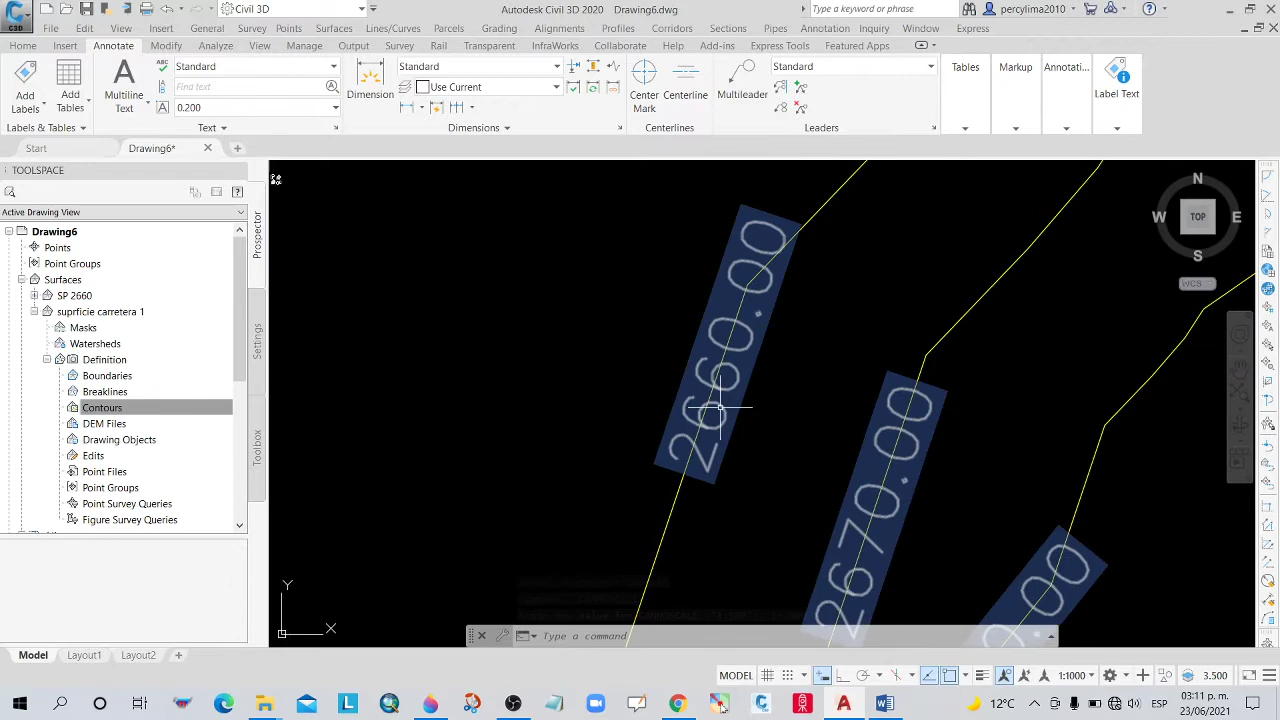 C3D
Civil 3D
Autodesk Civil 3D 2020 Drawing6.dwg
Type a keyword or phrase
percylima2010
File Edit View Insert General Survey Points Surfaces Lines/Curves Parcels Grading Alignments Profiles Corridors Sections Pipes Annotation Inquiry Window
Home Insert Annotate Modify Analyze View Manage Output Survey Rail Transparent InfraWorks Collaborate Help Add-ins Express Tools Featured Apps
Add
Labels
Add
Tables
Multiline
Text
Standard
Find text
0.200
Dimension
Standard
Use Current
Center
Mark
Centerline
Multileader
Standard
Tables
Markup
Annotati...
Label Text
Labels & Tables
Text
Dimensions
Centerlines
Leaders
Start
Drawing6*
TOOLSPACE
Active Drawing View
Drawing6
Points
Point Groups
Surfaces
SP 2660
suprficie carretera 1
Masks
Watersheds
Definition
Boundaries
Breaklines
Contours
DEM Files
Drawing Objects
Edits
Point Files
Point Groups
Point Survey Queries
Figure Survey Queries
Prospector
Settings
Survey
Toolbox
2660.00
2670.00
00
N
W TOP E
S
WCS
Y
X
Type a command
Model Layout1 Layout2
MODEL
1:1000
3.500
12°C
ESP
03:11 p. m.
23/06/2021